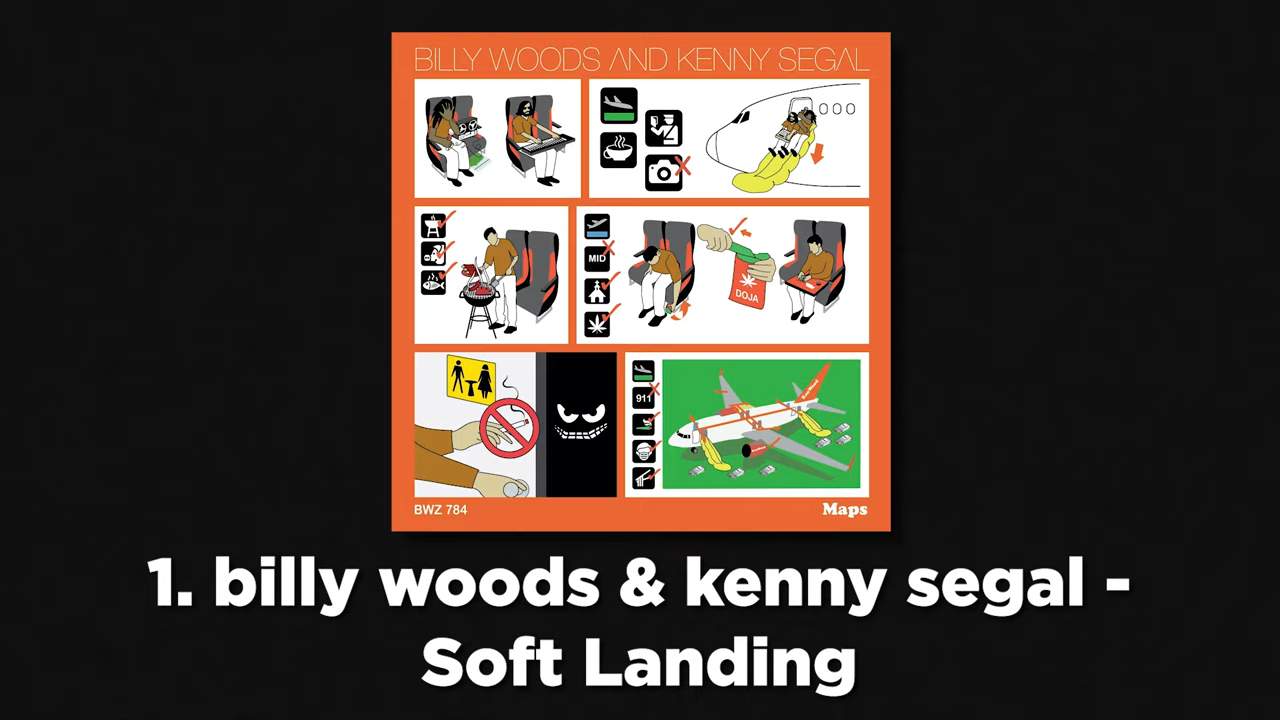 BILLY WOODS AND KENNY SEGAL
MID
DOJA
911
BWZ 784
Maps
1. billy woods & kenny segal -
Soft Landing